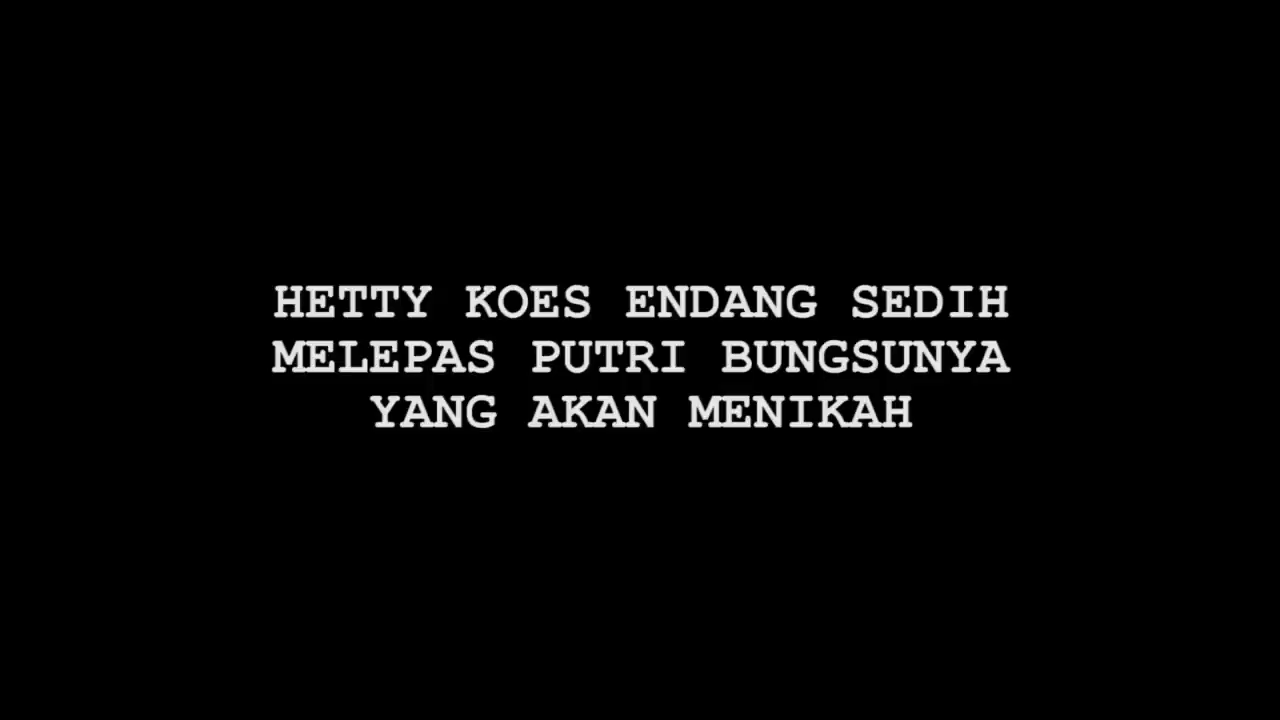 HETTY KOES ENDANG SEDIH
MELEPAS PUTRI BUNGSUNYA
YANG AKAN MENIKAH